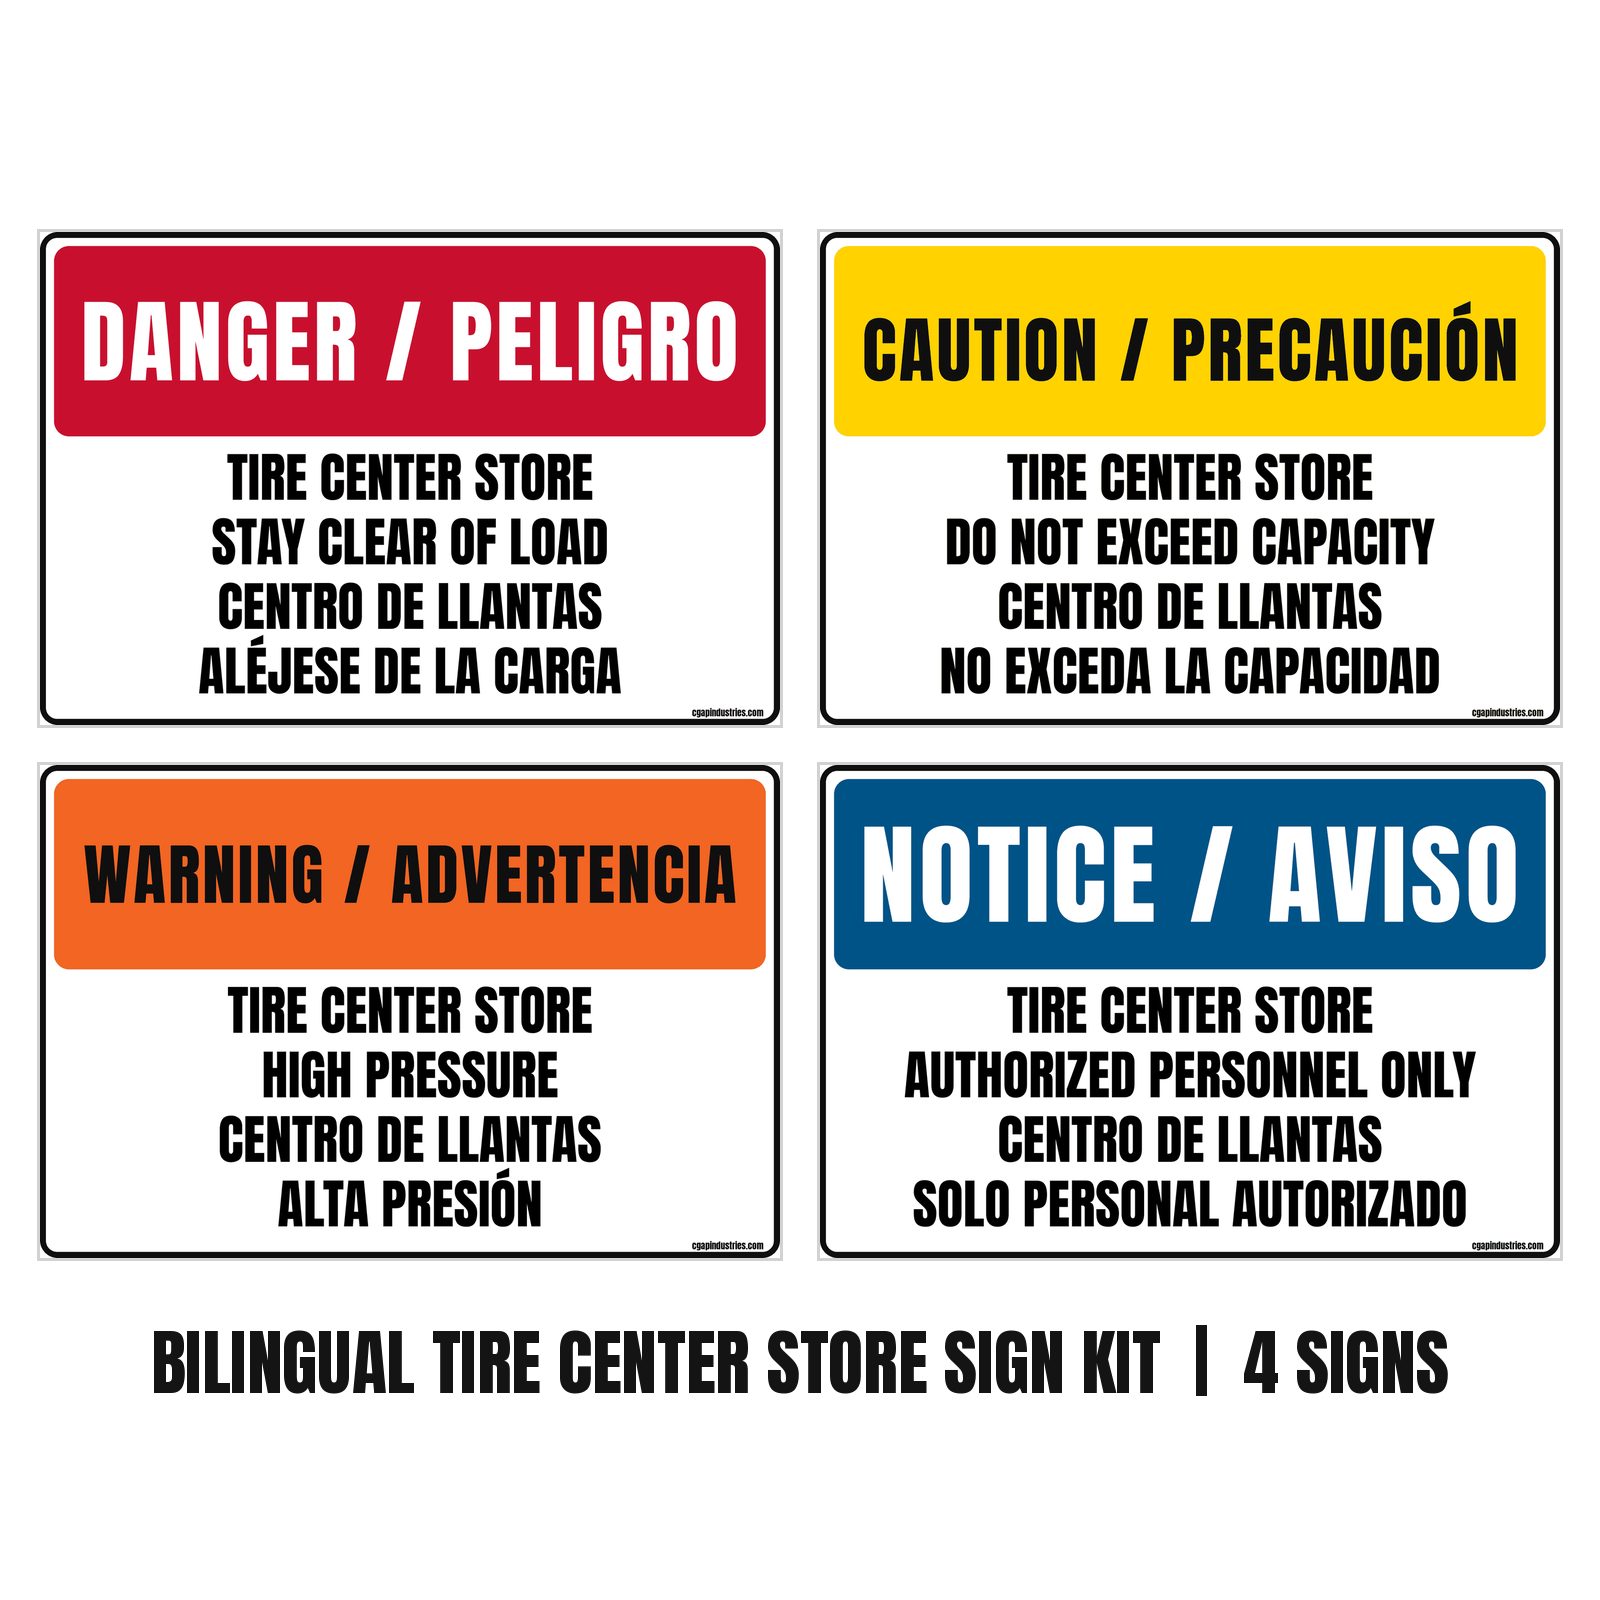 DANGER / PELIGRO
TIRE CENTER STORE
STAY CLEAR OF LOAD
CENTRO DE LLANTAS
ALÉJESE DE LA CARGA
cgapindustries.com
CAUTION / PRECAUCIÓN
TIRE CENTER STORE
DO NOT EXCEED CAPACITY
CENTRO DE LLANTAS
NO EXCEDA LA CAPACIDAD
cgapindustries.com
WARNING / ADVERTENCIA
TIRE CENTER STORE
HIGH PRESSURE
CENTRO DE LLANTAS
ALTA PRESIÓN
cgapindustries.com
NOTICE / AVISO
TIRE CENTER STORE
AUTHORIZED PERSONNEL ONLY
CENTRO DE LLANTAS
SOLO PERSONAL AUTORIZADO
cgapindustries.com
BILINGUAL TIRE CENTER STORE SIGN KIT | 4 SIGNS